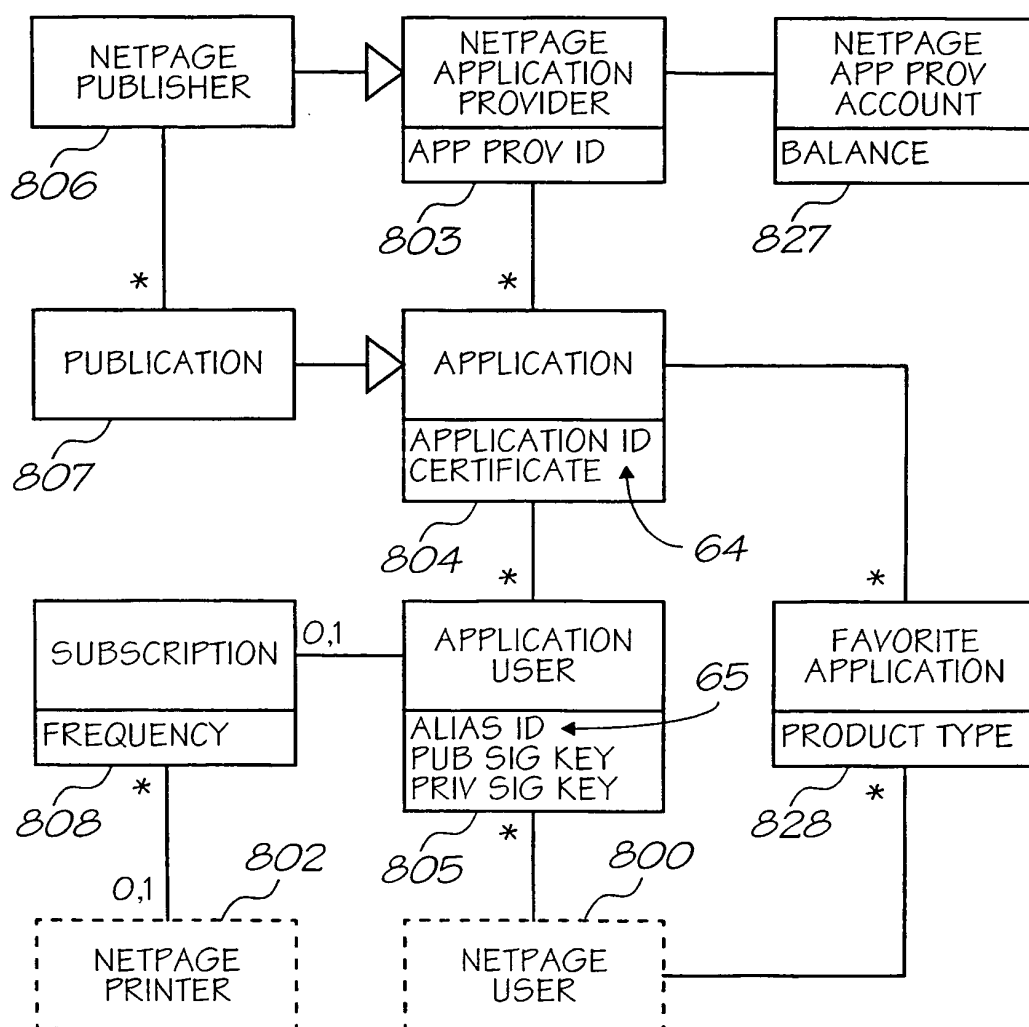 NETPAGE
PUBLISHER
806
NETPAGE
APPLICATION
PROVIDER
APP PROV ID
803
NETPAGE
APP PROV
ACCOUNT
BALANCE
827
*
*
PUBLICATION
807
APPLICATION
APPLICATION ID
CERTIFICATE
804
64
*
*
SUBSCRIPTION
FREQUENCY
808
0,1
APPLICATION
USER
65
ALIAS ID
PUB SIG KEY
PRIV SIG KEY
805
FAVORITE
APPLICATION
PRODUCT TYPE
828
*
*
*
0,1
802
NETPAGE
PRINTER
800
NETPAGE
USER